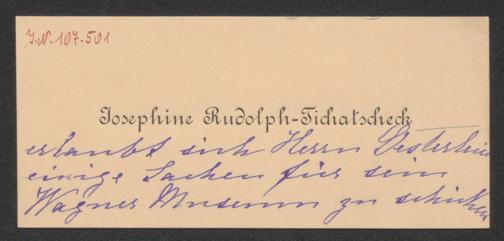 J.N. 107.501
Josephine Rudolph-Tichatscheck
erlaubt sich Herrn Oesterlein
einige Sachen für sein
Wagner Museum zu schicken